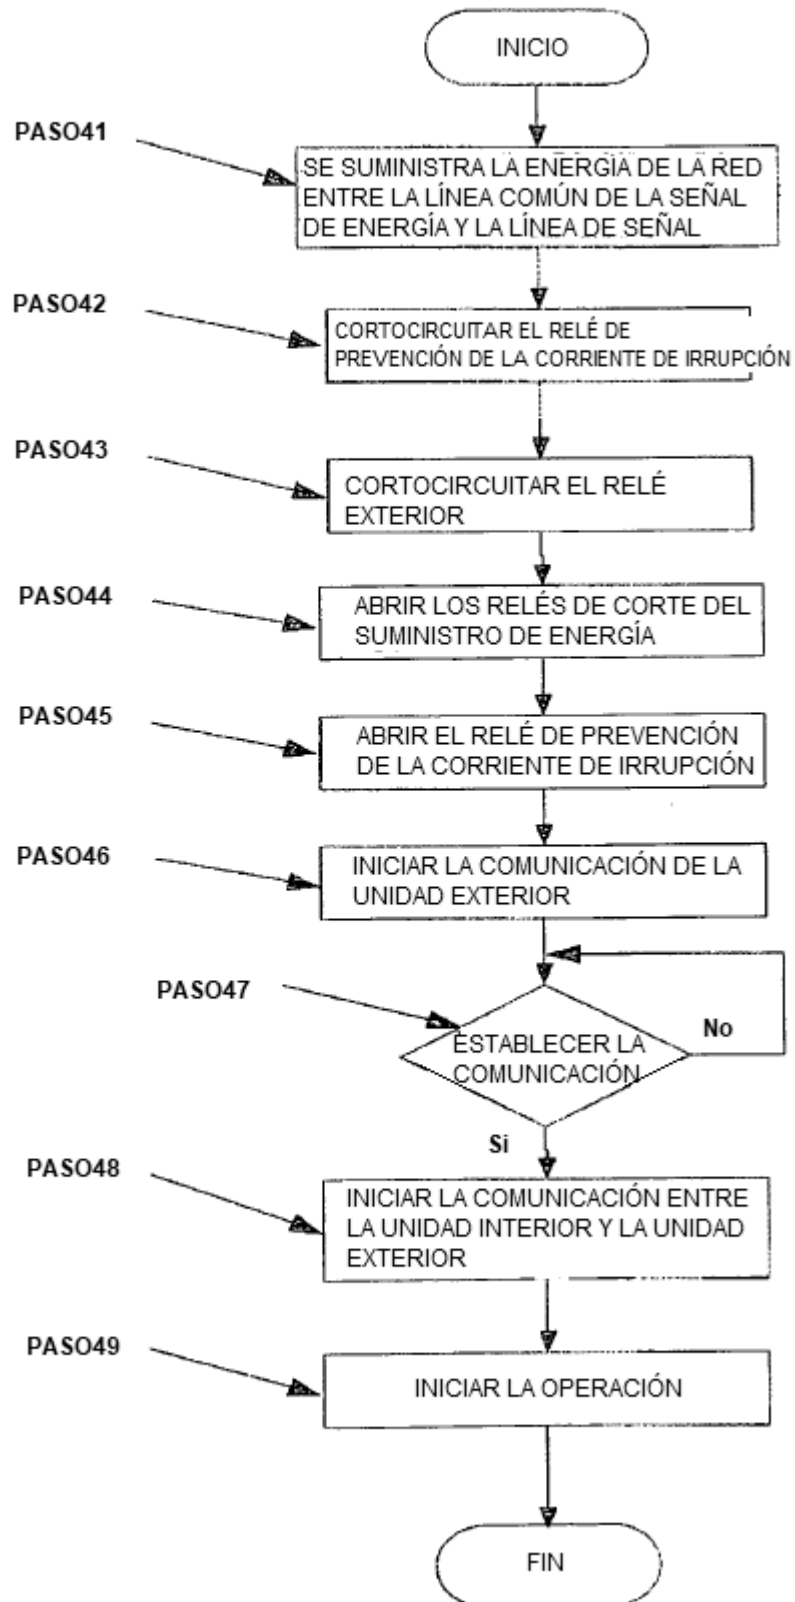 INICIO
PASO41
SE SUMINISTRA LA ENERGÍA DE LA RED
ENTRE LA LÍNEA COMÚN DE LA SEÑAL
DE ENERGÍA Y LA LÍNEA DE SEÑAL
PASO42
CORTOCIRCUITAR EL RELÉ DE
PREVENCIÓN DE LA CORRIENTE DE IRRUPCIÓN
PASO43
CORTOCIRCUITAR EL RELÉ
EXTERIOR
PASO44
ABRIR LOS RELÉS DE CORTE DEL
SUMINISTRO DE ENERGÍA
PASO45
ABRIR EL RELÉ DE PREVENCIÓN
DE LA CORRIENTE DE IRRUPCIÓN
PASO46
INICIAR LA COMUNICACIÓN DE LA
UNIDAD EXTERIOR
PASO47
No
ESTABLECER LA
COMUNICACIÓN
Si
PASO48
INICIAR LA COMUNICACIÓN ENTRE
LA UNIDAD INTERIOR Y LA UNIDAD
EXTERIOR
PASO49
INICIAR LA OPERACIÓN
FIN